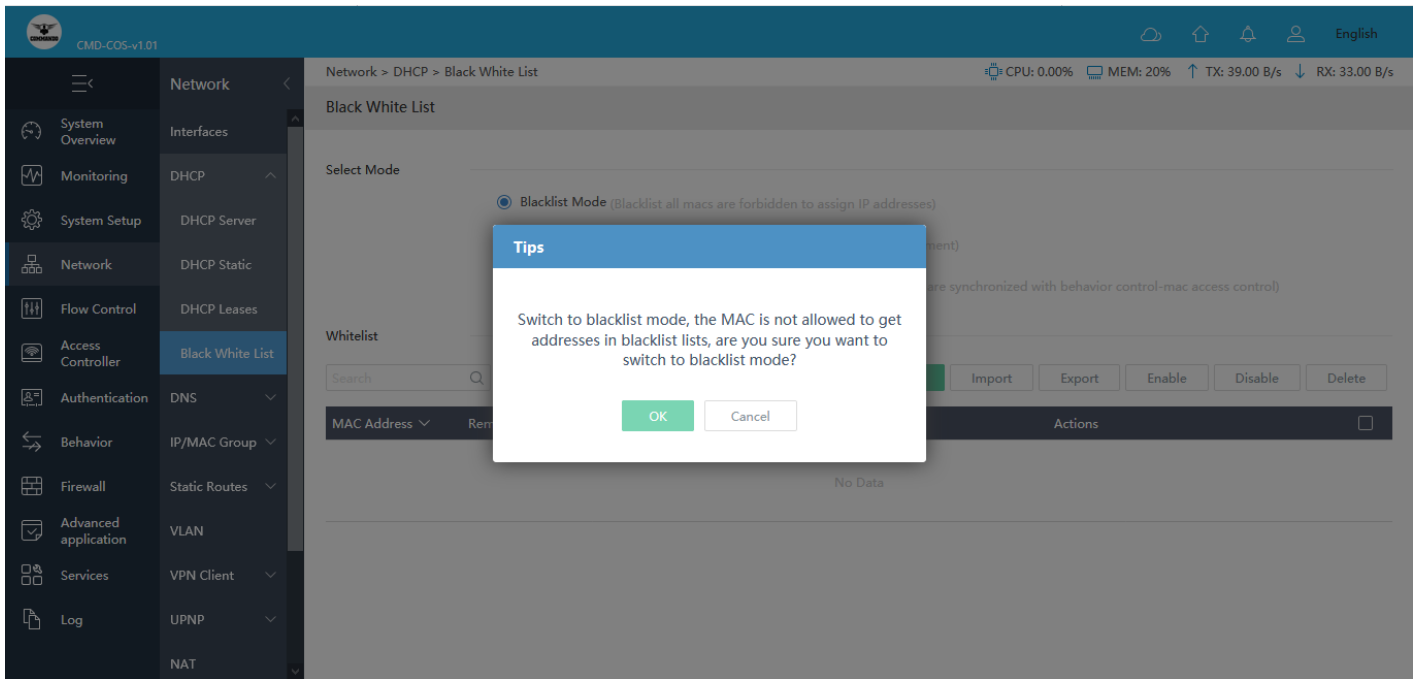 CMD-COS-v1.01
English
Network
Network > DHCP > Black White List
CPU: 0.00% MEM: 20% TX: 39.00 B/s RX: 33.00 B/s
Black White List
System
Overview
Monitoring
System Setup
Network
Flow Control
Access
Controller
Authentication
Behavior
Firewall
Advanced
application
Services
Log
Interfaces
DHCP
DHCP Server
DHCP Static
DHCP Leases
Black White List
DNS
IP/MAC Group
Static Routes
VLAN
VPN Client
UPNP
NAT
Select Mode
Blacklist Mode (Blacklist all macs are forbidden to assign IP addresses)
are synchronized with behavior control-mac access control)
Tips
Switch to blacklist mode, the MAC is not allowed to get
addresses in blacklist lists, are you sure you want to
switch to blacklist mode?
OK Cancel
Whitelist
Search Import Export Enable Disable Delete
MAC Address Actions
No Data